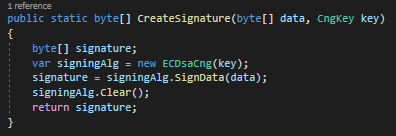 1 reference
public static byte[] CreateSignature(byte[] data, CngKey key)
{
    byte[] signature;
    var signingAlg = new ECDsaCng(key);
    signature = signingAlg.SignData(data);
    signingAlg.Clear();
    return signature;
}